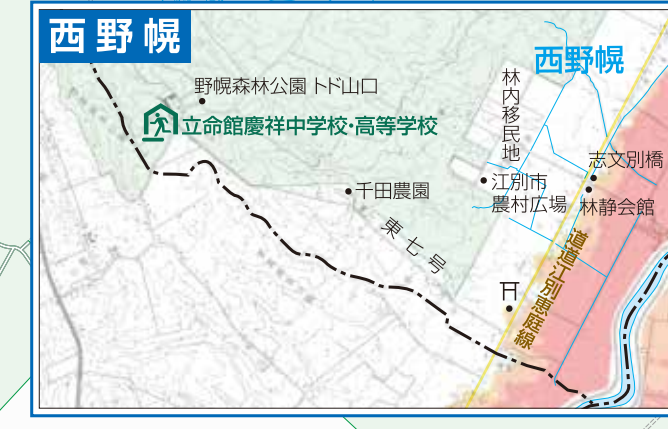 西野幌
野幌森林公園 トド山口
立命館慶祥中学校・高等学校
西野幌
林内移民地
志文別橋
江別市
農村広場
林静会館
千田農園
東七号
道道江別恵庭線